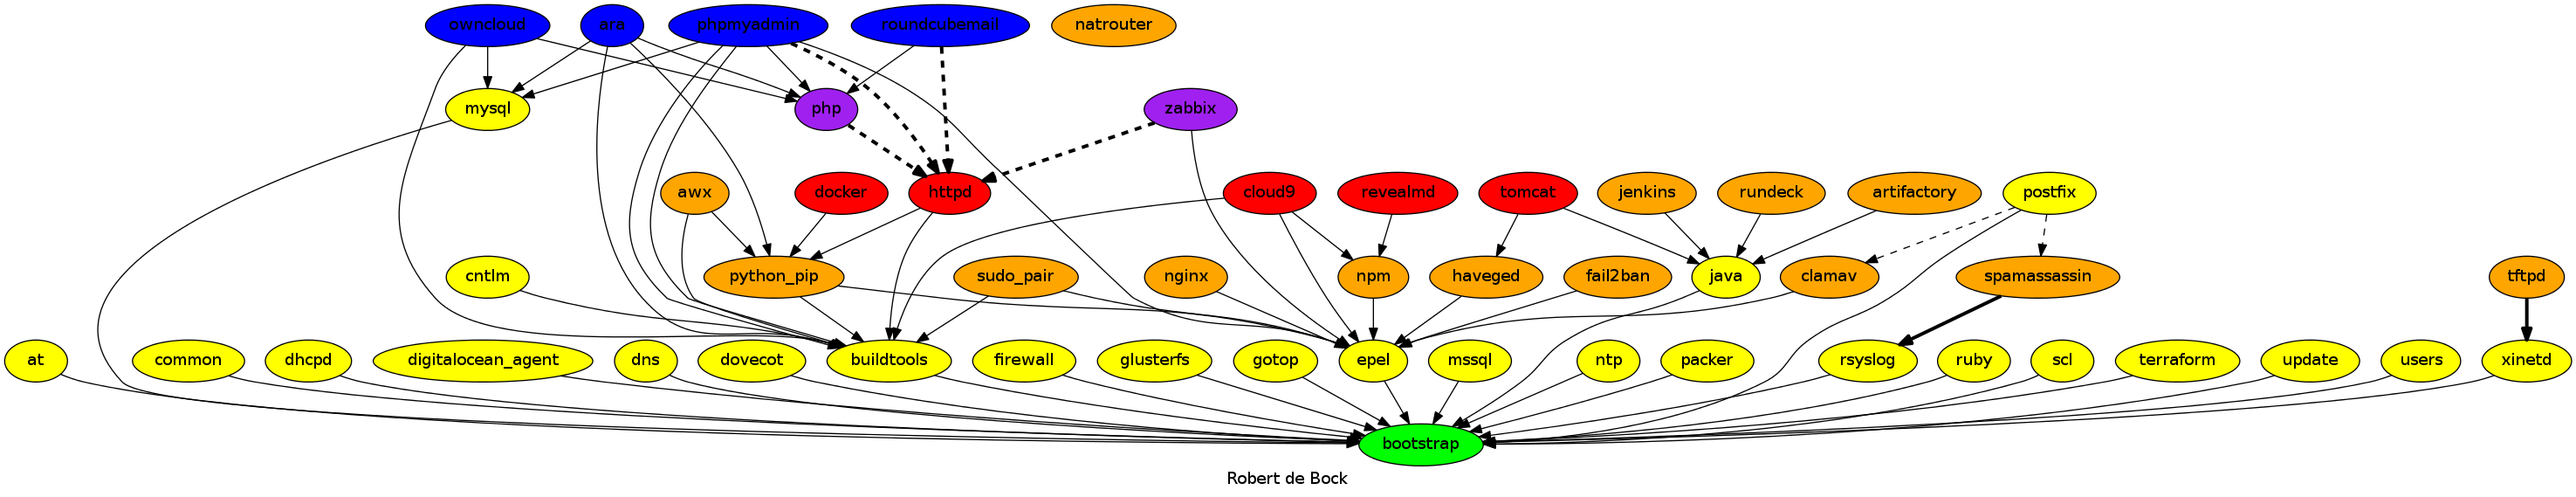 owncloud
ara
phpmyadmin
roundcubemail
natrouter
mysql
php
zabbix
awx
docker
httpd
cloud9
revealmd
tomcat
jenkins
rundeck
artifactory
postfix
cntlm
python_pip
sudo_pair
nginx
npm
haveged
fail2ban
java
clamav
spamassassin
tftpd
at
common
dhcpd
digitalocean_agent
dns
dovecot
buildtools
firewall
glusterfs
gotop
epel
mssql
ntp
packer
rsyslog
ruby
scl
terraform
update
users
xinetd
bootstrap
Robert de Bock